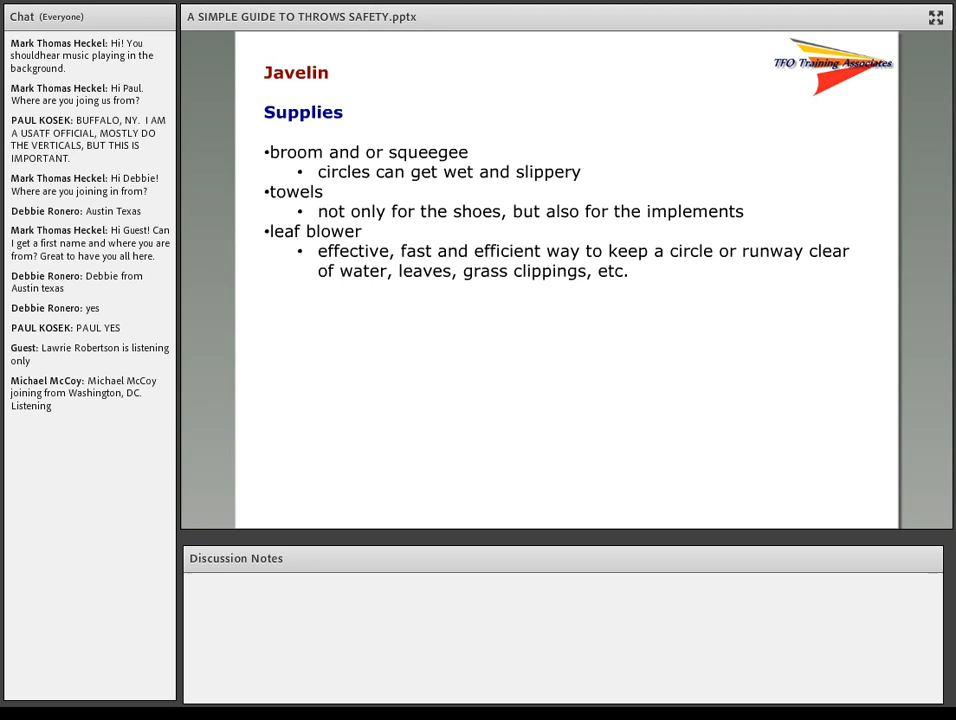 Chat (Everyone)
Mark Thomas Heckel: Hi! You
shouldhear music playing in the
background.
Mark Thomas Heckel: Hi Paul.
Where are you joing us from?
PAUL KOSEK: BUFFALO, NY. I AM
A USATF OFFICIAL, MOSTLY DO
THE VERTICALS, BUT THIS IS
IMPORTANT.
Mark Thomas Heckel: Hi Debbie!
Where are you joining in from?
Debbie Ronero: Austin Texas
Mark Thomas Heckel: Hi Guest! Can
I get a first name and where you are
from? Great to have you all here.
Debbie Ronero: Debbie from
Austin texas
Debbie Ronero: yes
PAUL KOSEK: PAUL YES
Guest: Lawrie Robertson is listening
only
Michael McCoy: Michael McCoy
joining from Washington, DC.
Listening
A SIMPLE GUIDE TO THROWS SAFETY.pptx
TFO Training Associates
Javelin
Supplies
•broom and or squeegee
• circles can get wet and slippery
•towels
• not only for the shoes, but also for the implements
•leaf blower
• effective, fast and efficient way to keep a circle or runway clear
of water, leaves, grass clippings, etc.
Discussion Notes